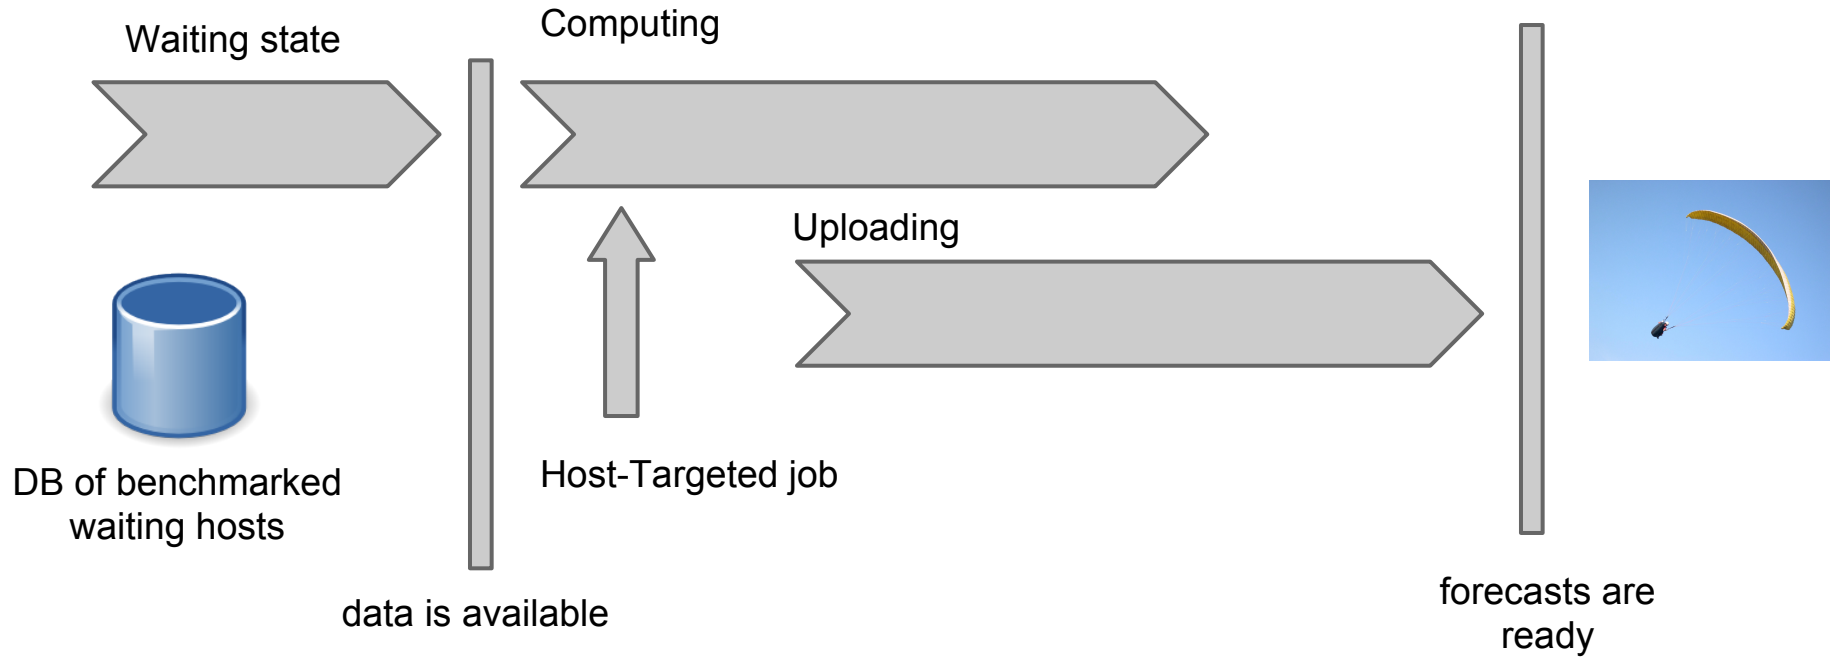 Waiting state
Computing
Uploading
DB of benchmarked
waiting hosts
Host-Targeted job
data is available
forecasts are
ready